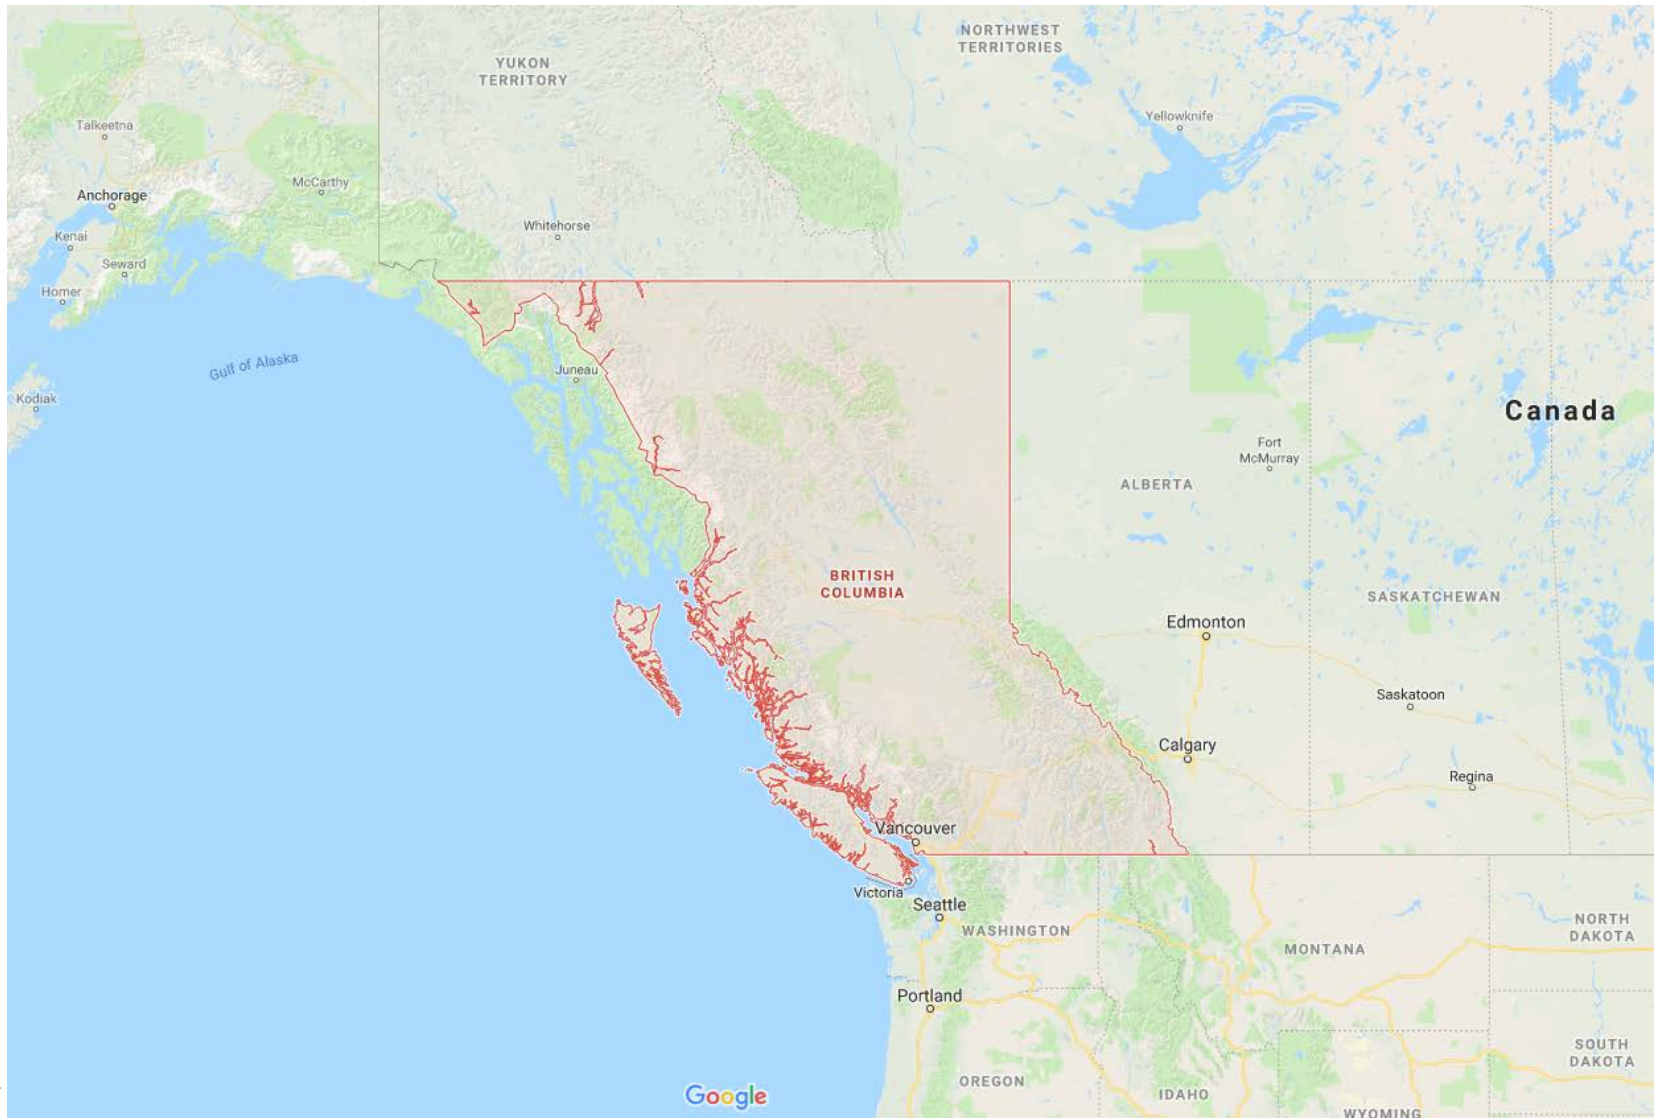 NORTHWEST
TERRITORIES
YUKON
TERRITORY
Talkeetna
Yellowknife
McCarthy
Anchorage
Whitehorse
Kenai
Seward
Homer
Gulf of Alaska
Juneau
Kodiak
Canada
Fort
McMurray
ALBERTA
BRITISH
COLUMBIA
SASKATCHEWAN
Edmonton
Saskatoon
Calgary
Regina
Vancouver
Victoria
Seattle
WASHINGTON
NORTH
DAKOTA
MONTANA
Portland
SOUTH
DAKOTA
OREGON
IDAHO
Google
WYOMING